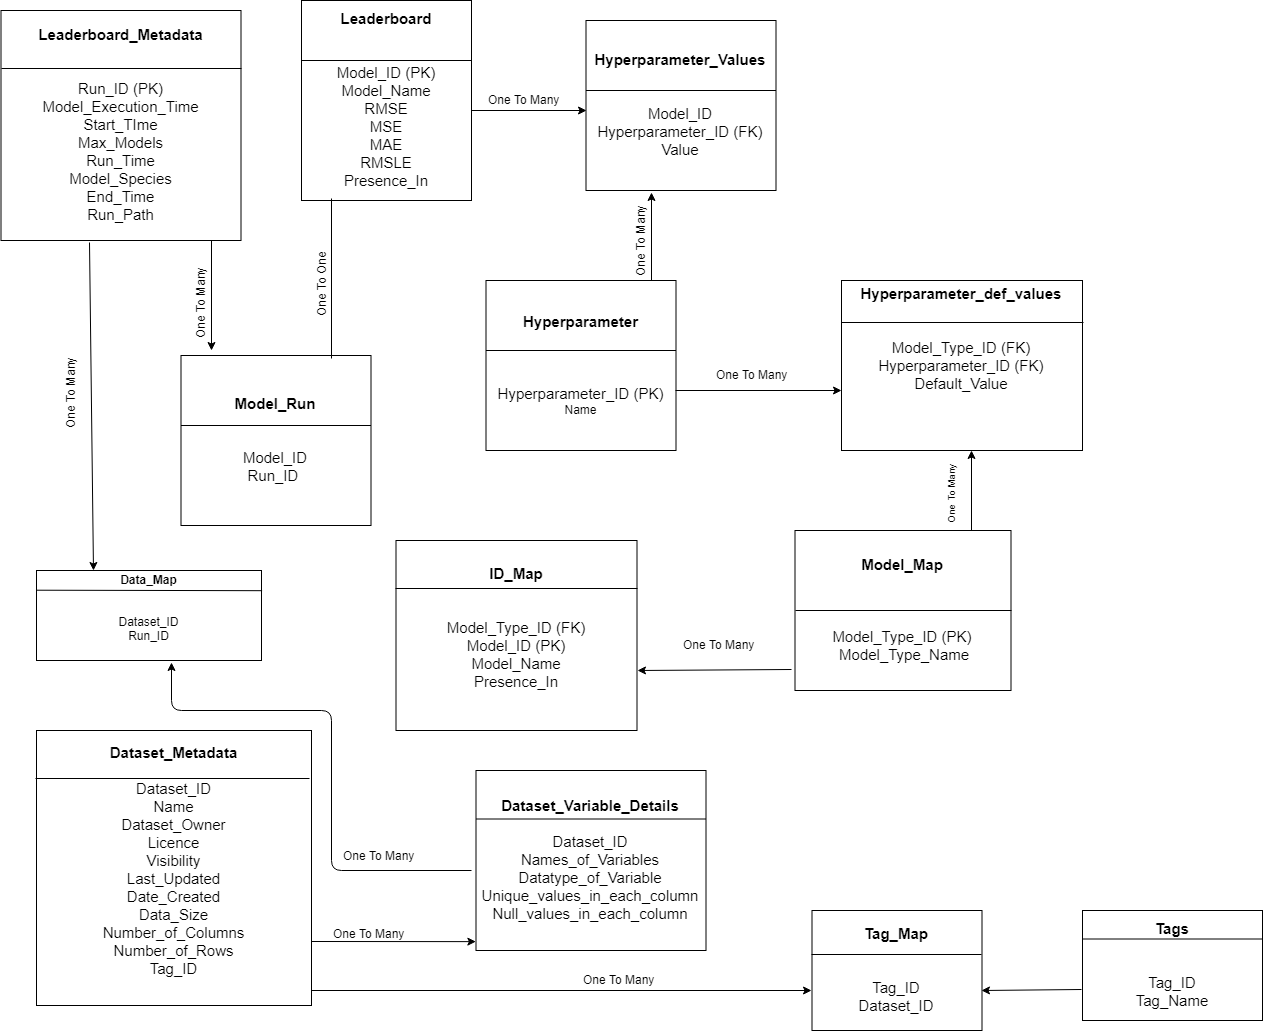 Leaderboard_Metadata
Run_ID (PK)
Model_Execution_Time
Start_TIme
Max_Models
Run_Time
Model_Species
End_Time
Run_Path
Leaderboard
Model_ID (PK)
Model_Name
RMSE
MSE
MAE
RMSLE
Presence_In
One To Many
Hyperparameter_Values
Model_ID
Hyperparameter_ID (FK)
Value
One To Many
One To Many
One To One
One To Many
Hyperparameter
Hyperparameter_ID (PK)
Name
One To Many
Hyperparameter_def_values
Model_Type_ID (FK)
Hyperparameter_ID (FK)
Default_Value
Model_Run
Model_ID
Run_ID
One To Many
Data_Map
Dataset_ID
Run_ID
ID_Map
Model_Type_ID (FK)
Model_ID (PK)
Model_Name
Presence_In
One To Many
Model_Map
Model_Type_ID (PK)
Model_Type_Name
Dataset_Metadata
Dataset_ID
Name
Dataset_Owner
Licence
Visibility
Last_Updated
Date_Created
Data_Size
Number_of_Columns
Number_of_Rows
Tag_ID
One To Many
One To Many
Dataset_Variable_Details
Dataset_ID
Names_of_Variables
Datatype_of_Variable
Unique_values_in_each_column
Null_values_in_each_column
One To Many
Tag_Map
Tag_ID
Dataset_ID
Tags
Tag_ID
Tag_Name